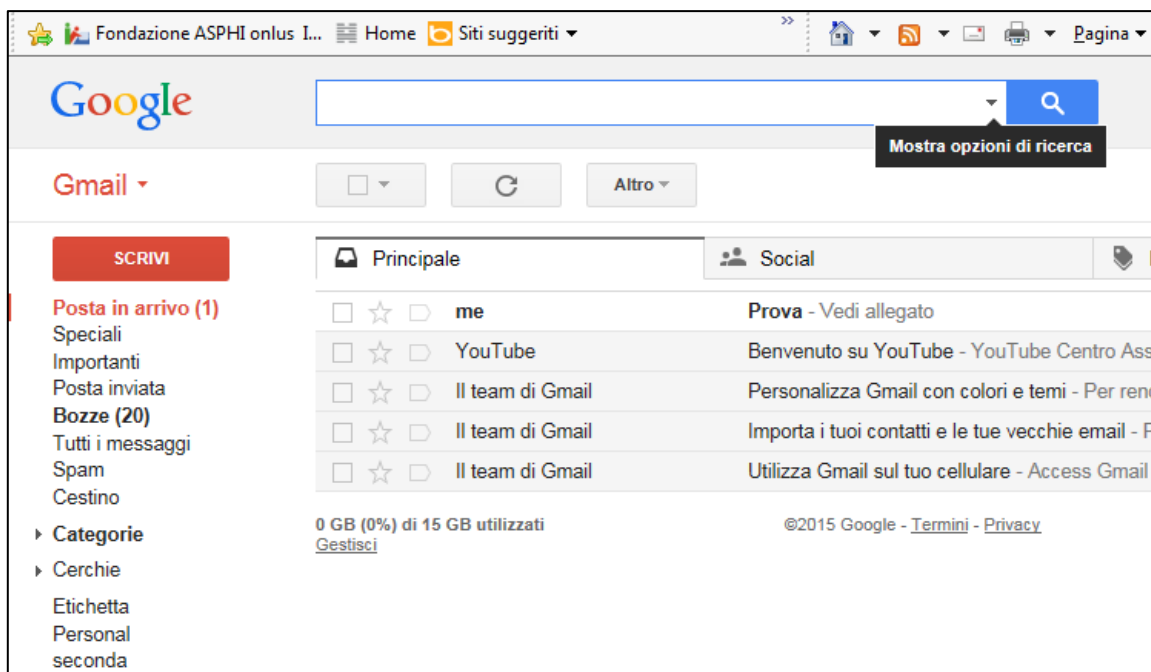 Fondazione ASPHI onlus I... Home Siti suggeriti » Pagina
Google
Mostra opzioni di ricerca
Gmail Altro
SCRIVI
Principale Social
Posta in arrivo (1)
Speciali
Importanti
Posta inviata
Bozze (20)
Tutti i messaggi
Spam
Cestino
Categorie
Cerchie
Etichetta
Personal
seconda
me Prova - Vedi allegato
YouTube Benvenuto su YouTube - YouTube Centro Ass
Il team di Gmail Personalizza Gmail con colori e temi - Per ren
Il team di Gmail Importa i tuoi contatti e le tue vecchie email -
Il team di Gmail Utilizza Gmail sul tuo cellulare - Access Gmail
0 GB (0%) di 15 GB utilizzati ©2015 Google - Termini - Privacy
Gestisci